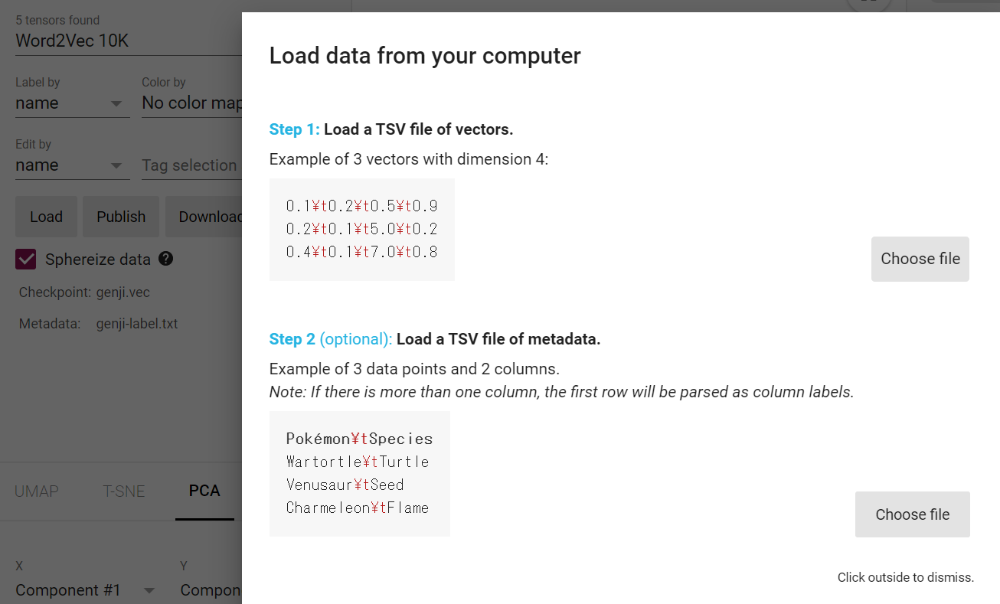 5 tensors found
Word2Vec 10K
Label by
Color by
name
No color map
Edit by
name
Tag selection
Load
Publish
Download
Sphereize data
Checkpoint: genji.vec
Metadata: genji-label.txt
UMAP
T-SNE
PCA
X
Y
Component #1
Compon
Load data from your computer
Step 1: Load a TSV file of vectors.
Example of 3 vectors with dimension 4:
0.1¥t0.2¥t0.5¥t0.9
0.2¥t0.1¥t5.0¥t0.2
0.4¥t0.1¥t7.0¥t0.8
Choose file
Step 2 (optional): Load a TSV file of metadata.
Example of 3 data points and 2 columns.
Note: If there is more than one column, the first row will be parsed as column labels.
Pokémon¥tSpecies
Wartortle¥tTurtle
Venusaur¥tSeed
Charmeleon¥tFlame
Choose file
Click outside to dismiss.